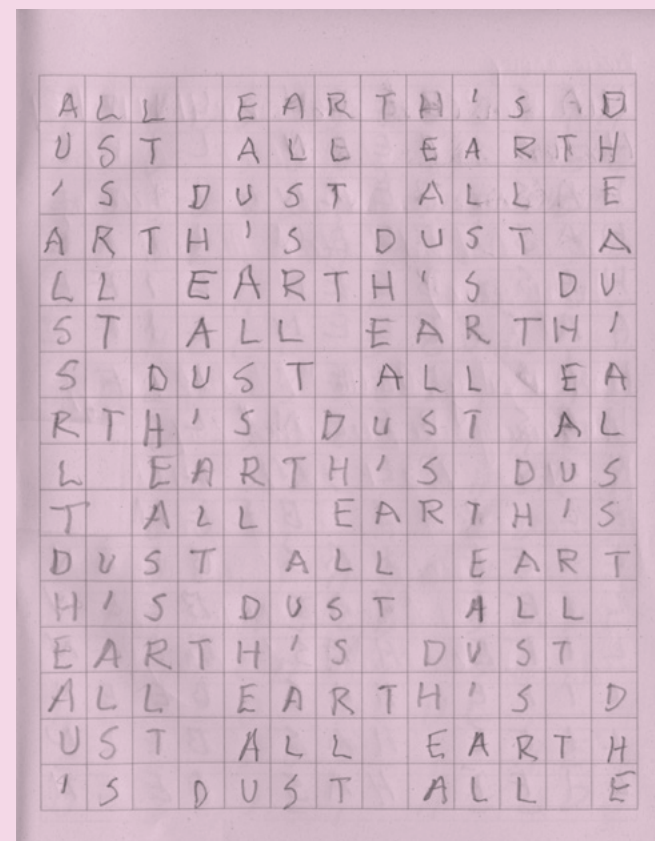 ALL EARTH'S D
UST ALL EARTH
'S DUST ALL E
ARTH'S DUST A
LL EARTH'S DU
ST ALL EARTH'
S DUST ALL EA
RTH'S DUST AL
L EARTH'S DUS
T ALL EARTH'S
DUST ALL EART
H'S DUST ALL
EARTH'S DUST
ALL EARTH'S D
UST ALL EARTH
'S DUST ALL E